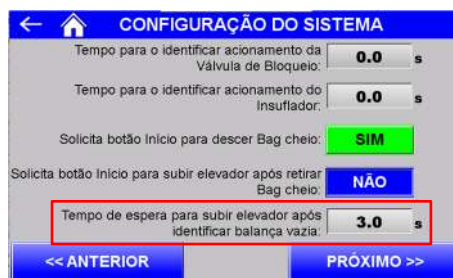 CONFIGURAÇÃO DO SISTEMA
Tempo para o identificar acionamento da
Válvula de Bloqueio:
0.0 s
Tempo para o identificar acionamento do
Insuflador:
0.0 s
Solicita botão Início para descer Bag cheio:
SIM
Solicita botão Início para subir elevador após retirar
Bag cheio:
NÃO
Tempo de espera para subir elevador após
identificar balança vazia:
3.0 s
<< ANTERIOR
PRÓXIMO >>